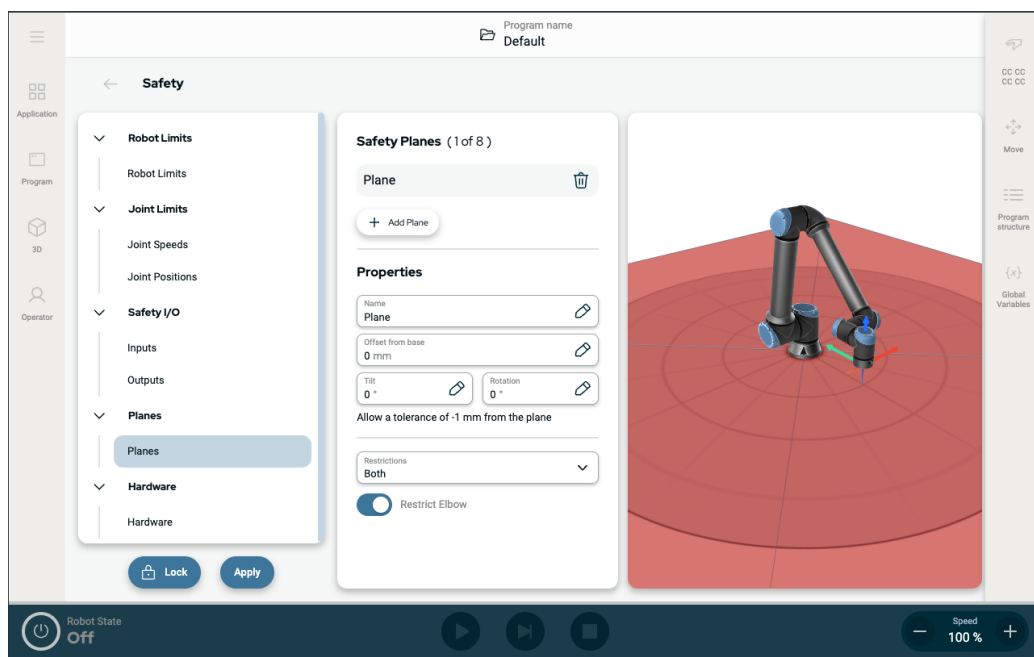 Program name
Default
Safety
CC CC
CC CC
Application
Robot Limits
Safety Planes (1 of 8)
Move
Robot Limits
Plane
Program
Joint Limits
Program
structure
Add Plane
Joint Speeds
3D
Properties
Joint Positions
Global
Variables
Name
Plane
Operator
Safety I/O
Offset from base
0 mm
Inputs
Outputs
Tilt
0 °
Rotation
0 °
Allow a tolerance of -1 mm from the plane
Planes
Planes
Restrictions
Both
Hardware
Restrict Elbow
Hardware
Lock
Apply
Robot State
Off
Speed
100 %